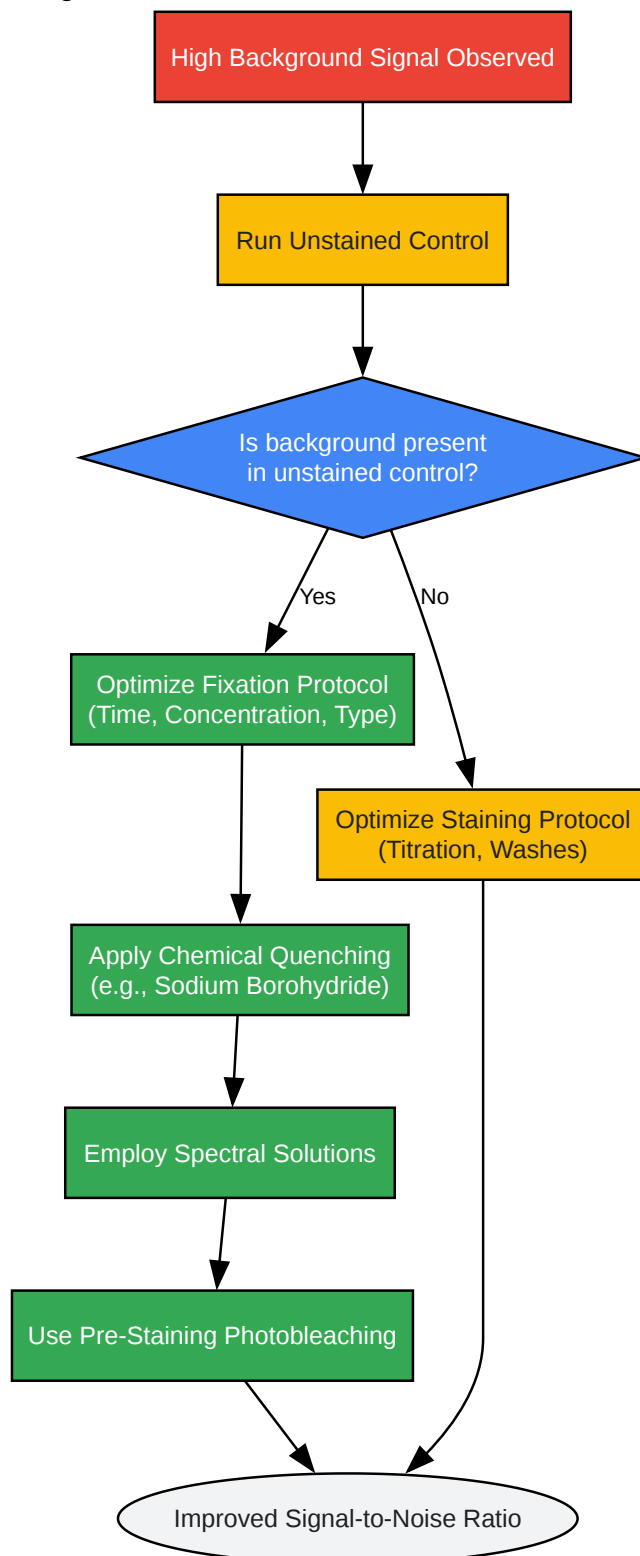 High Background Signal Observed
Run Unstained Control
Is background present
in unstained control?
Yes
No
Optimize Fixation Protocol
(Time, Concentration, Type)
Optimize Staining Protocol
(Titration, Washes)
Apply Chemical Quenching
(e.g., Sodium Borohydride)
Employ Spectral Solutions
Use Pre-Staining Photobleaching
Improved Signal-to-Noise Ratio